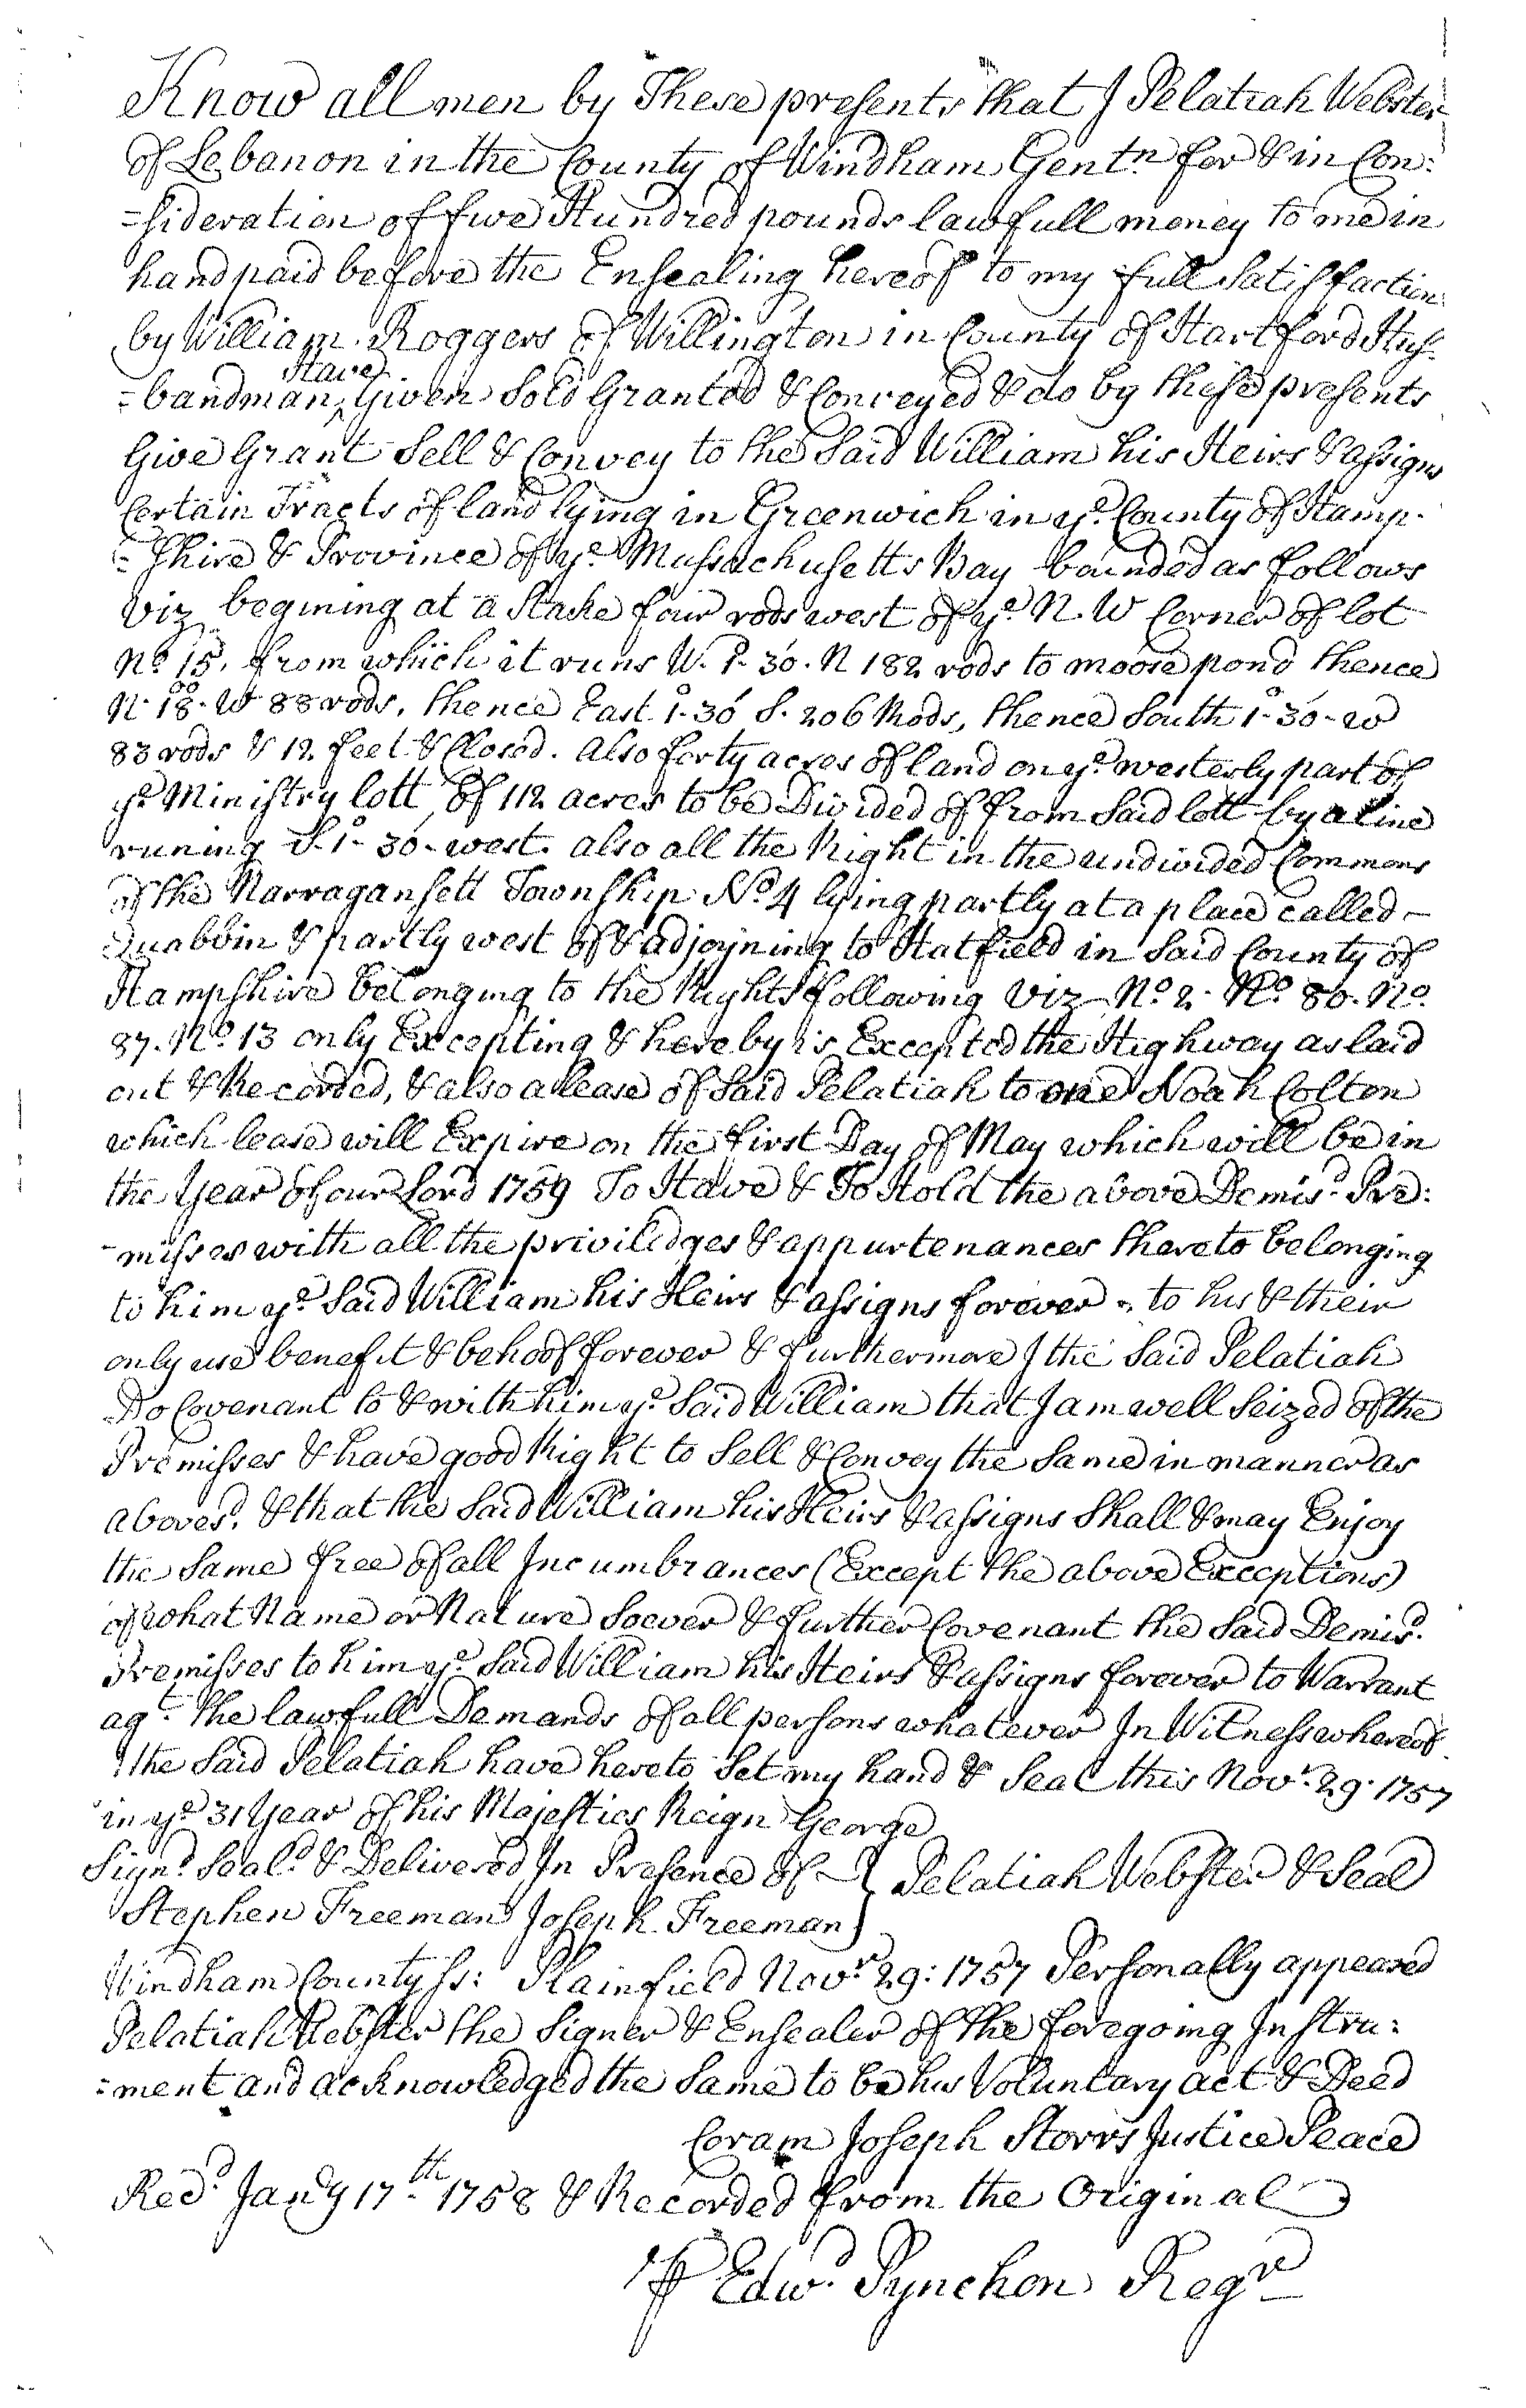 Know all men by These presents that I Pelatiah Webster
of Lebanon in the County of Windham Gentn. for & in Con:
=sideration of five Hundred pounds lawfull money to me in
hand paid before the Ensealing hereof to my full Satisfaction
by William Roggers of Willington in County of Hartford Hus-
=bandman, Have Given Sold Granted & Conveyed & do by these presents
Give Grant Sell & Convey to the Said William his Heirs & assigns
Certain Tracts of land lying in Greenwich in ye. County of Hamp-
=shire & Province of ye. Massachusetts Bay bounded as follows
Viz begining at a Stake four rods west of ye. N. W Corner of lot
No. 15. from which it runs W. 1°- 30. N 182 rods to moose pond thence
N. 18°. W 88 rods, thence East 1°- 30' S. 206 Rods, thence South 1°- 30' - W
83 rods & 12 feet & Closed. Also forty acres of land on ye. westerly part of
ye. Ministry lott of 112 acres to be Divided of from Said lott by a line
runing S. 1°- 30'- west. also all the Right in the undivided Commons
of the Narragansett Township No. 4 lying partly at a place called -
Quabbin & partly west of & adjoyning to Hatfield in Said County of
Hampshire belonging to the Rights following Viz No. 2. No. 86. No.
87. No. 13 only Excepting & hereby is Excepted the Highway as laid
out & Recorded, & also a lease of Said Pelatiah to one Noah Colton
which lease will Expire on the first Day of May which will be in
the Year of our Lord 1759 To Have & To Hold the above Demisd. Pre:
-misses with all the priviledges & appurtenances thereto belonging
to him ye. Said William his Heirs & assigns forever to his & their
only use benefit & behoof forever & furthermore I the Said Pelatiah
Do Covenant to & with him ye. Said William that I am well Seized of the
Premisses & have good Right to Sell & Convey the Same in manner as
abovesd. & that the Said William his Heirs & assigns Shall & may Enjoy
the Same free of all Incumbrances (Except the above Exceptions)
of what Name or Nature Soever & further Covenant the Said Demisd.
Premisses to him ye. Said William his Heirs & assigns forever to Warrant
agt. the lawfull Demands of all persons whatever In Witness whereof
I the Said Pelatiah have hereto Set my hand & Seal this Novr. 29. 1757
in ye. 31 Year of his Majesties Reign George
Signd. Seald. & Delivered In Presence of - } Pelatiah Webster & Seal
Stephen Freeman Joseph Freeman }
Windham County ss: Plainfield Novr. 29: 1757 Personally appeared
Pelatiah Webster the Signer & Ensealer of the foregoing Instru:
=ment and acknowledged the Same to be his Voluntary act & Deed
Coram Joseph Storrs Justice Peace
Recd. Jany 17th. 1758 & Recorded from the Original
P Edwd. Pynchon Regr